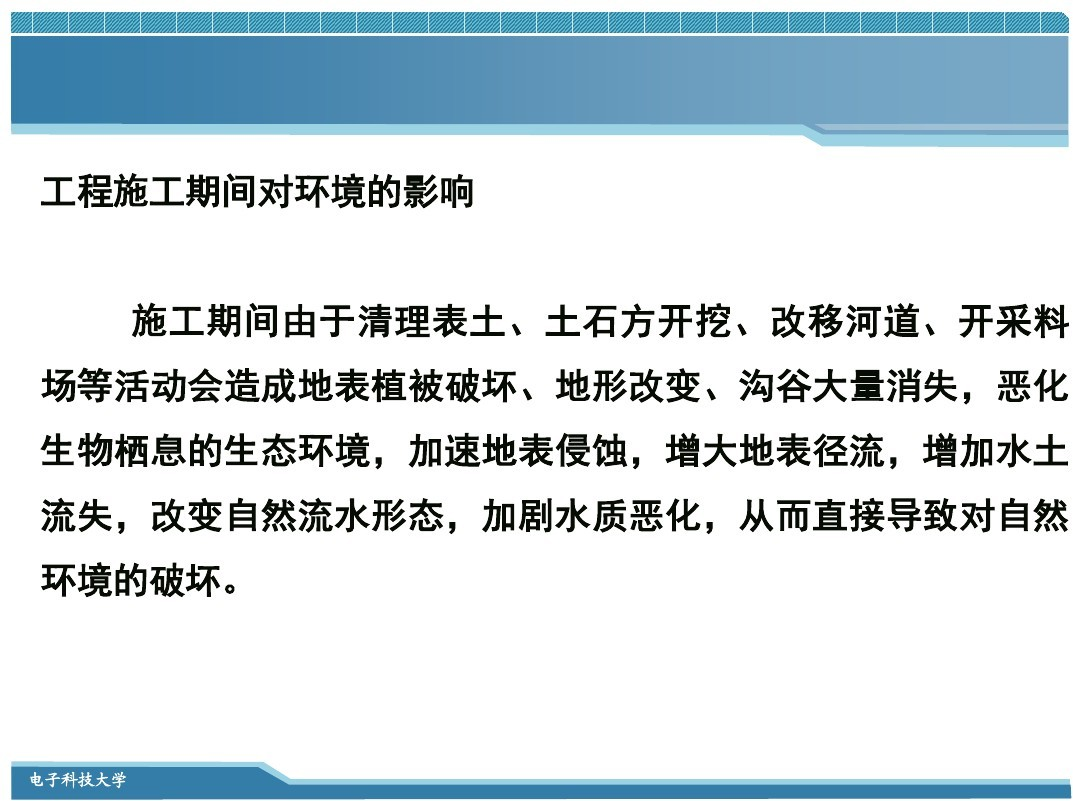 工程施工期间对环境的影响
施工期间由于清理表土、土石方开挖、改移河道、开采料
场等活动会造成地表植被破坏、地形改变、沟谷大量消失，恶化
生物栖息的生态环境，加速地表侵蚀，增大地表径流，增加水土
流失，改变自然流水形态，加剧水质恶化，从而直接导致对自然
环境的破坏。
电子科技大学